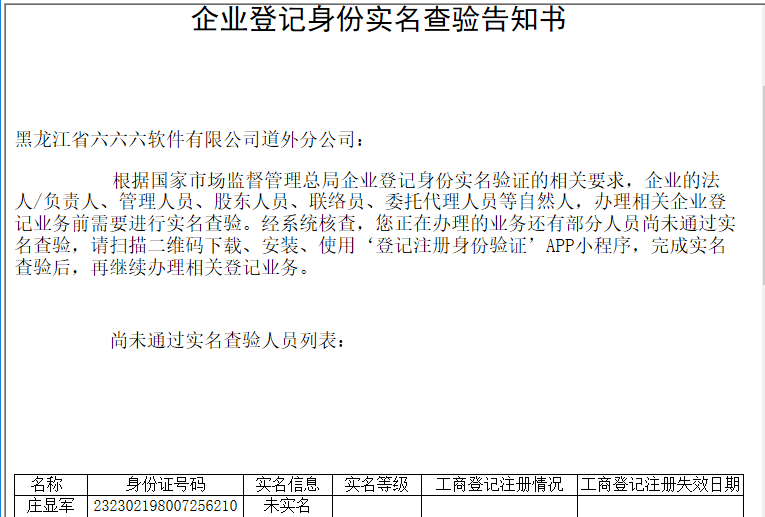 企业登记身份实名查验告知书
黑龙江省六六六软件有限公司道外分公司：
根据国家市场监督管理总局企业登记身份实名验证的相关要求，企业的法
人/负责人、管理人员、股东人员、联络员、委托代理人员等自然人，办理相关企业登
记业务前需要进行实名查验。经系统核查，您正在办理的业务还有部分人员尚未通过实
名查验，请扫描二维码下载、安装、使用‘登记注册身份验证’APP小程序，完成实名
查验后，再继续办理相关登记业务。
尚未通过实名查验人员列表：
名称 身份证号码 实名信息 实名等级 工商登记注册情况 工商登记注册失效日期
庄显军 232302198007256210 未实名